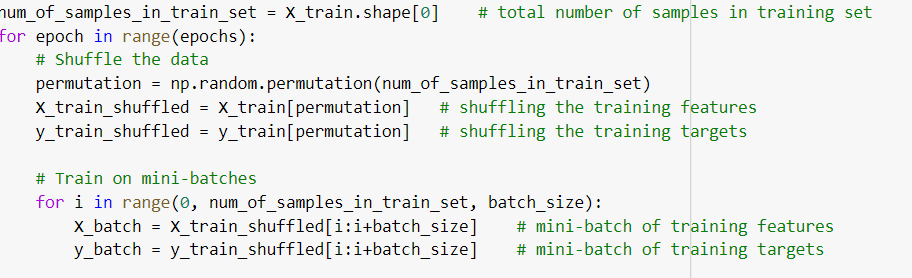 num_of_samples_in_train_set = X_train.shape[0]    # total number of samples in training set
for epoch in range(epochs):
    # Shuffle the data
    permutation = np.random.permutation(num_of_samples_in_train_set)
    X_train_shuffled = X_train[permutation]   # shuffling the training features
    y_train_shuffled = y_train[permutation]   # shuffling the training targets

    # Train on mini-batches
    for i in range(0, num_of_samples_in_train_set, batch_size):
        X_batch = X_train_shuffled[i:i+batch_size]    # mini-batch of training features
        y_batch = y_train_shuffled[i:i+batch_size]    # mini-batch of training targets